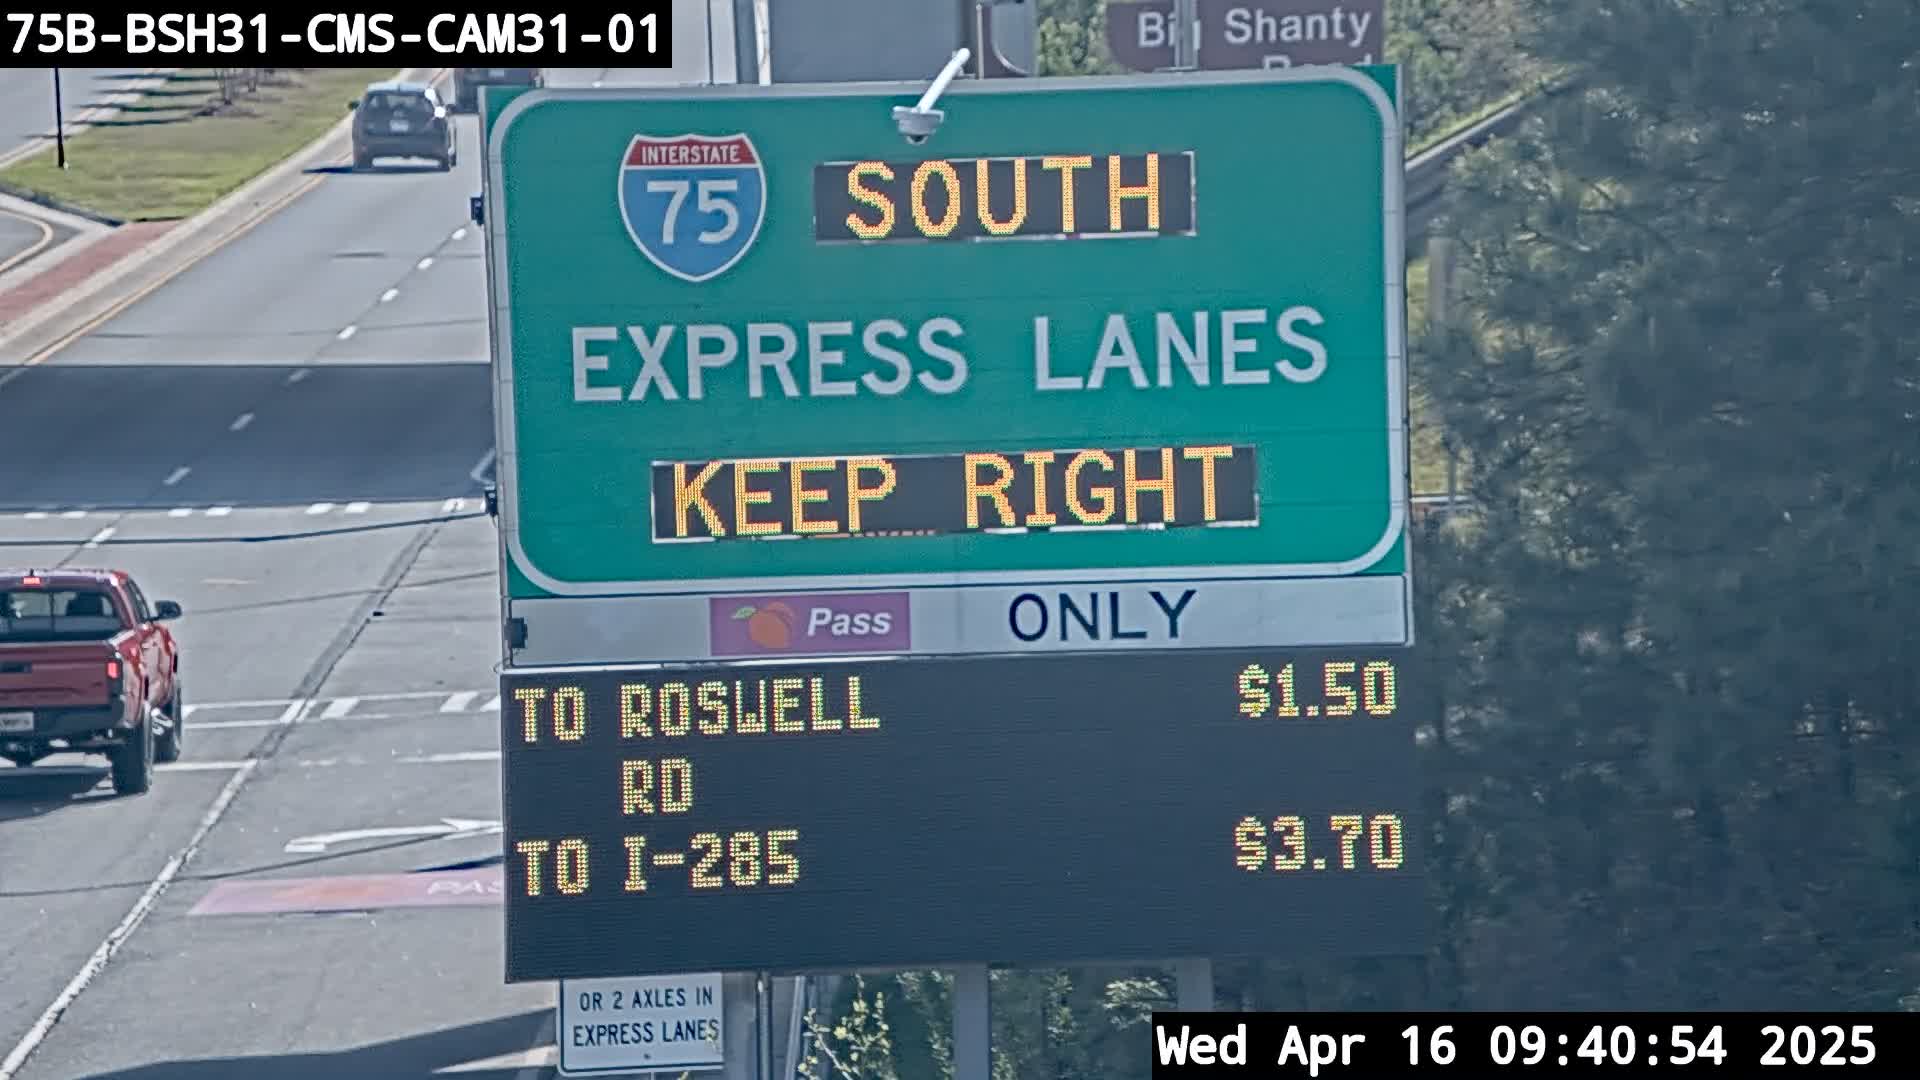 75B-BSH31-CMS-CAM31-01
Big Shanty
Road
INTERSTATE
75
SOUTH
EXPRESS LANES
KEEP RIGHT
Pass ONLY
TO ROSWELL $1.50
RD
TO I-285 $3.70
OR 2 AXLES IN
EXPRESS LANES
Wed Apr 16 09:40:54 2025